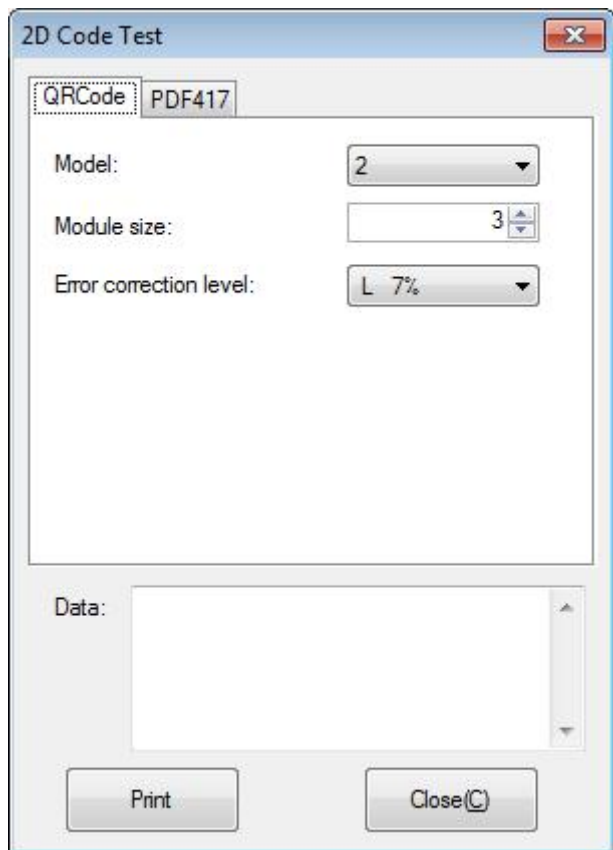 2D Code Test
QRCode PDF417
Model: 2
Module size: 3
Error correction level: L 7%
Data:
Print Close(C)